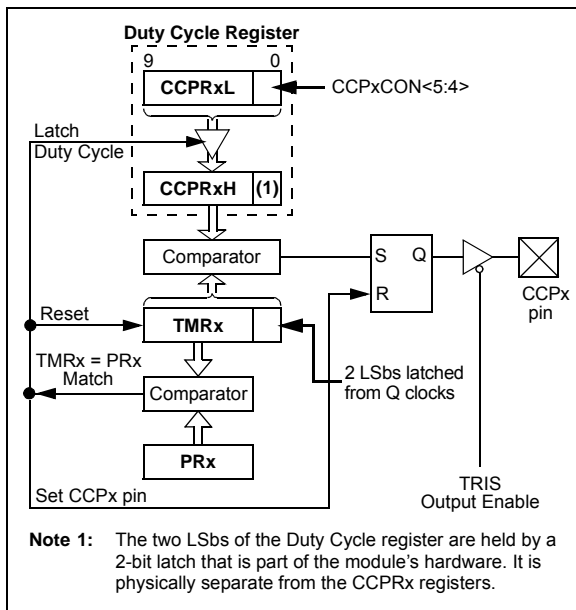 Duty Cycle Register
9 0
CCPRxL
CCPxCON<5:4>
Latch
Duty Cycle
CCPRxH (1)
Comparator
S Q
R
CCPx
pin
Reset
TMRx
TMRx = PRx
Match
2 LSbs latched
from Q clocks
Comparator
PRx
Set CCPx pin
TRIS
Output Enable
Note 1: The two LSbs of the Duty Cycle register are held by a
2-bit latch that is part of the module's hardware. It is
physically separate from the CCPRx registers.